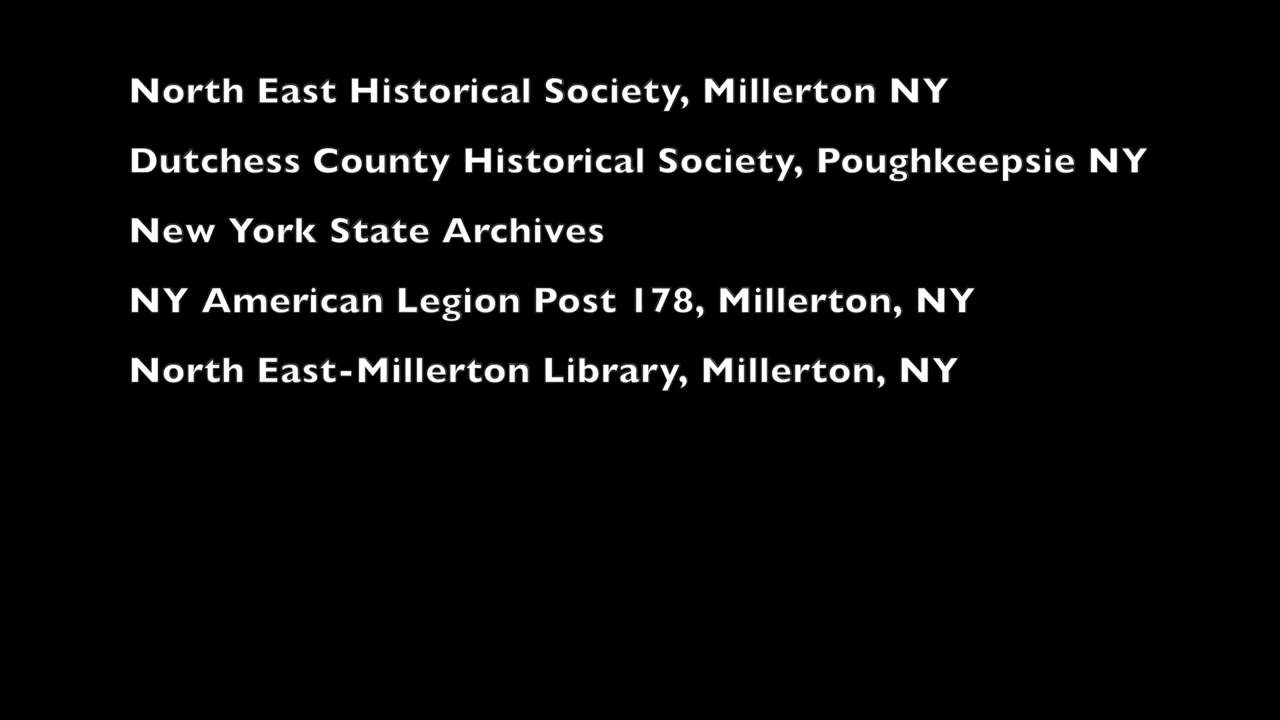 North East Historical Society, Millerton NY
Dutchess County Historical Society, Poughkeepsie NY
New York State Archives
NY American Legion Post 178, Millerton, NY
North East-Millerton Library, Millerton, NY